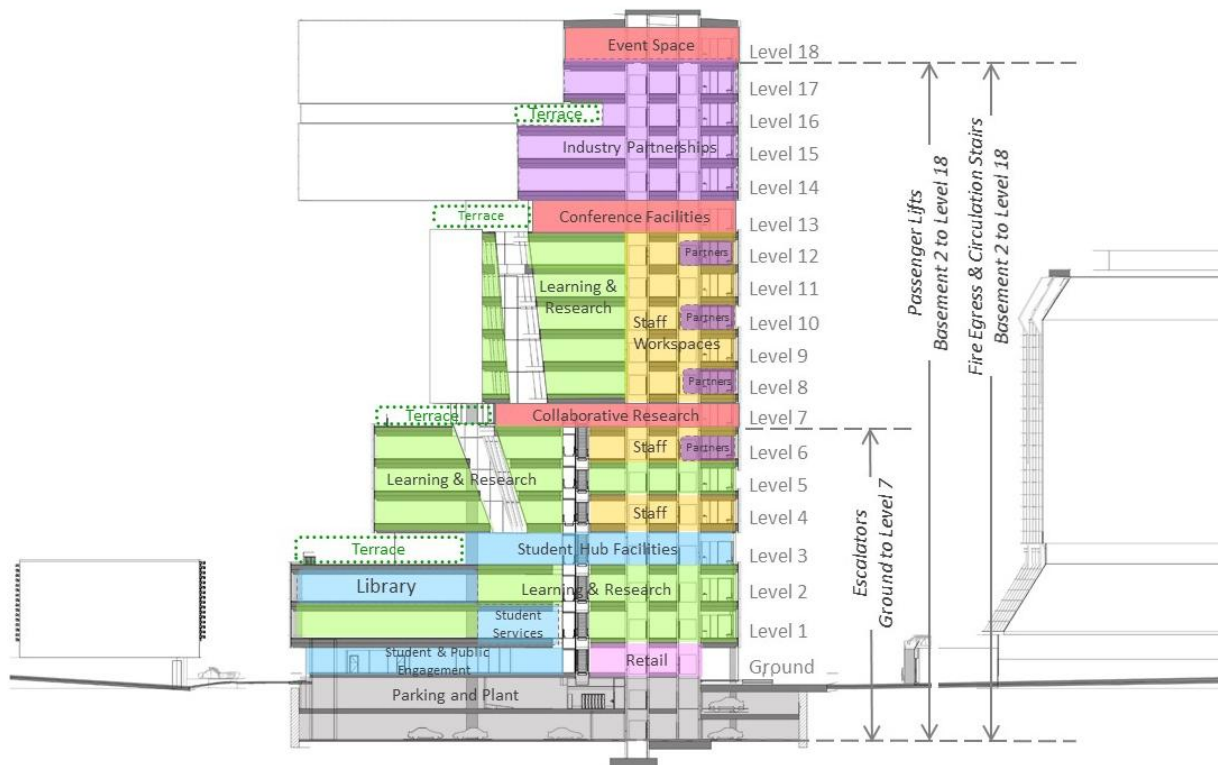 Event Space
Level 18
Level 17
Terrace
Level 16
Industry Partnerships
Level 15
Level 14
Terrace
Conference Facilities
Level 13
Partners
Level 12
Learning &
Research
Level 11
Partners
Level 10
Staff
Workspaces
Level 9
Partners
Level 8
Terrace
Collaborative Research
Level 7
Staff
Partners
Level 6
Learning & Research
Level 5
Staff
Level 4
Terrace
Student Hub Facilities
Level 3
Library
Learning & Research
Level 2
Student
Services
Level 1
Student & Public
Engagement
Retail
Ground
Parking and Plant
Escalators
Ground to Level 7
Passenger Lifts
Basement 2 to Level 18
Fire Egress & Circulation Stairs
Basement 2 to Level 18